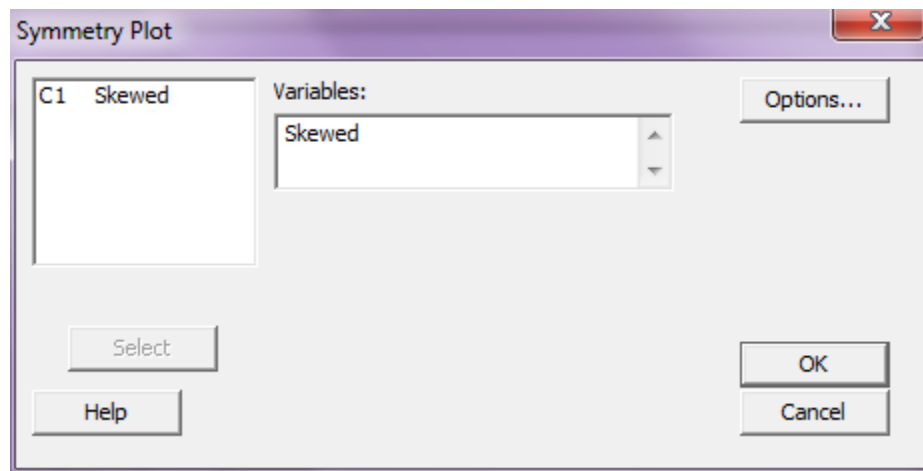 Symmetry Plot
C1 Skewed
Variables:
Skewed
Options...
Select
Help
OK
Cancel